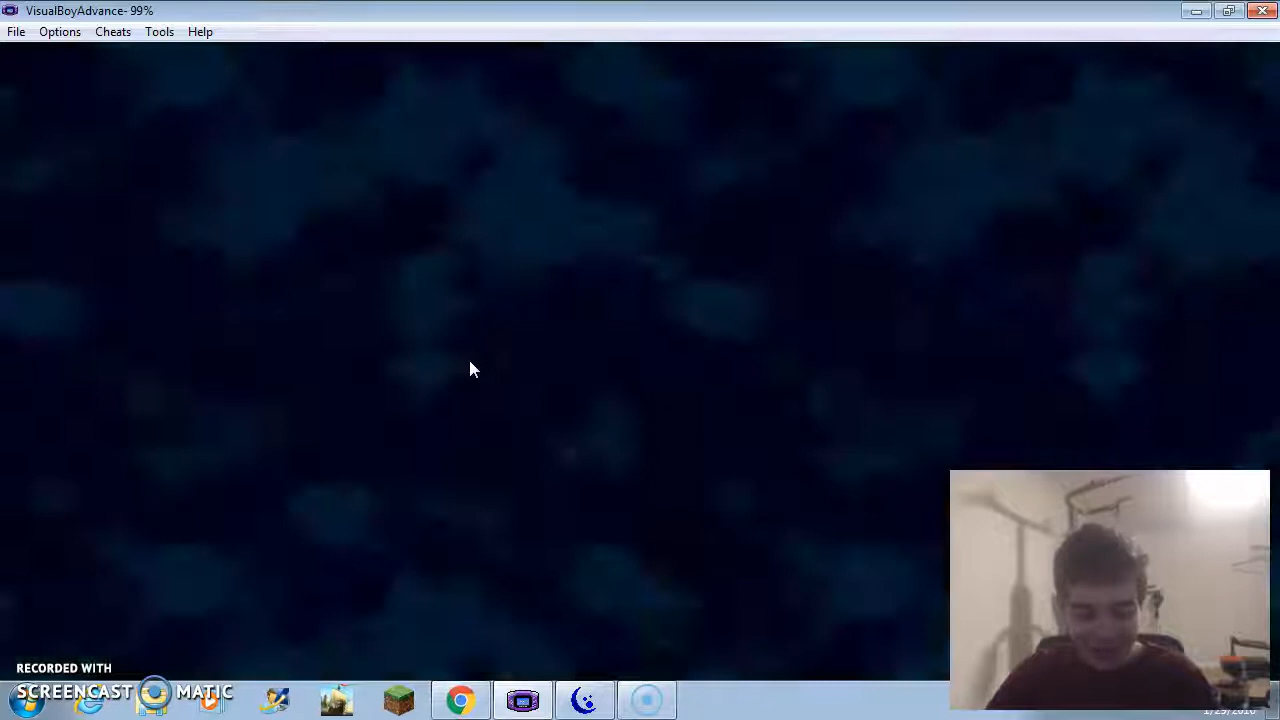 VisualBoyAdvance- 99%
File Options Cheats Tools Help
RECORDED WITH
SCREENCAST MATIC